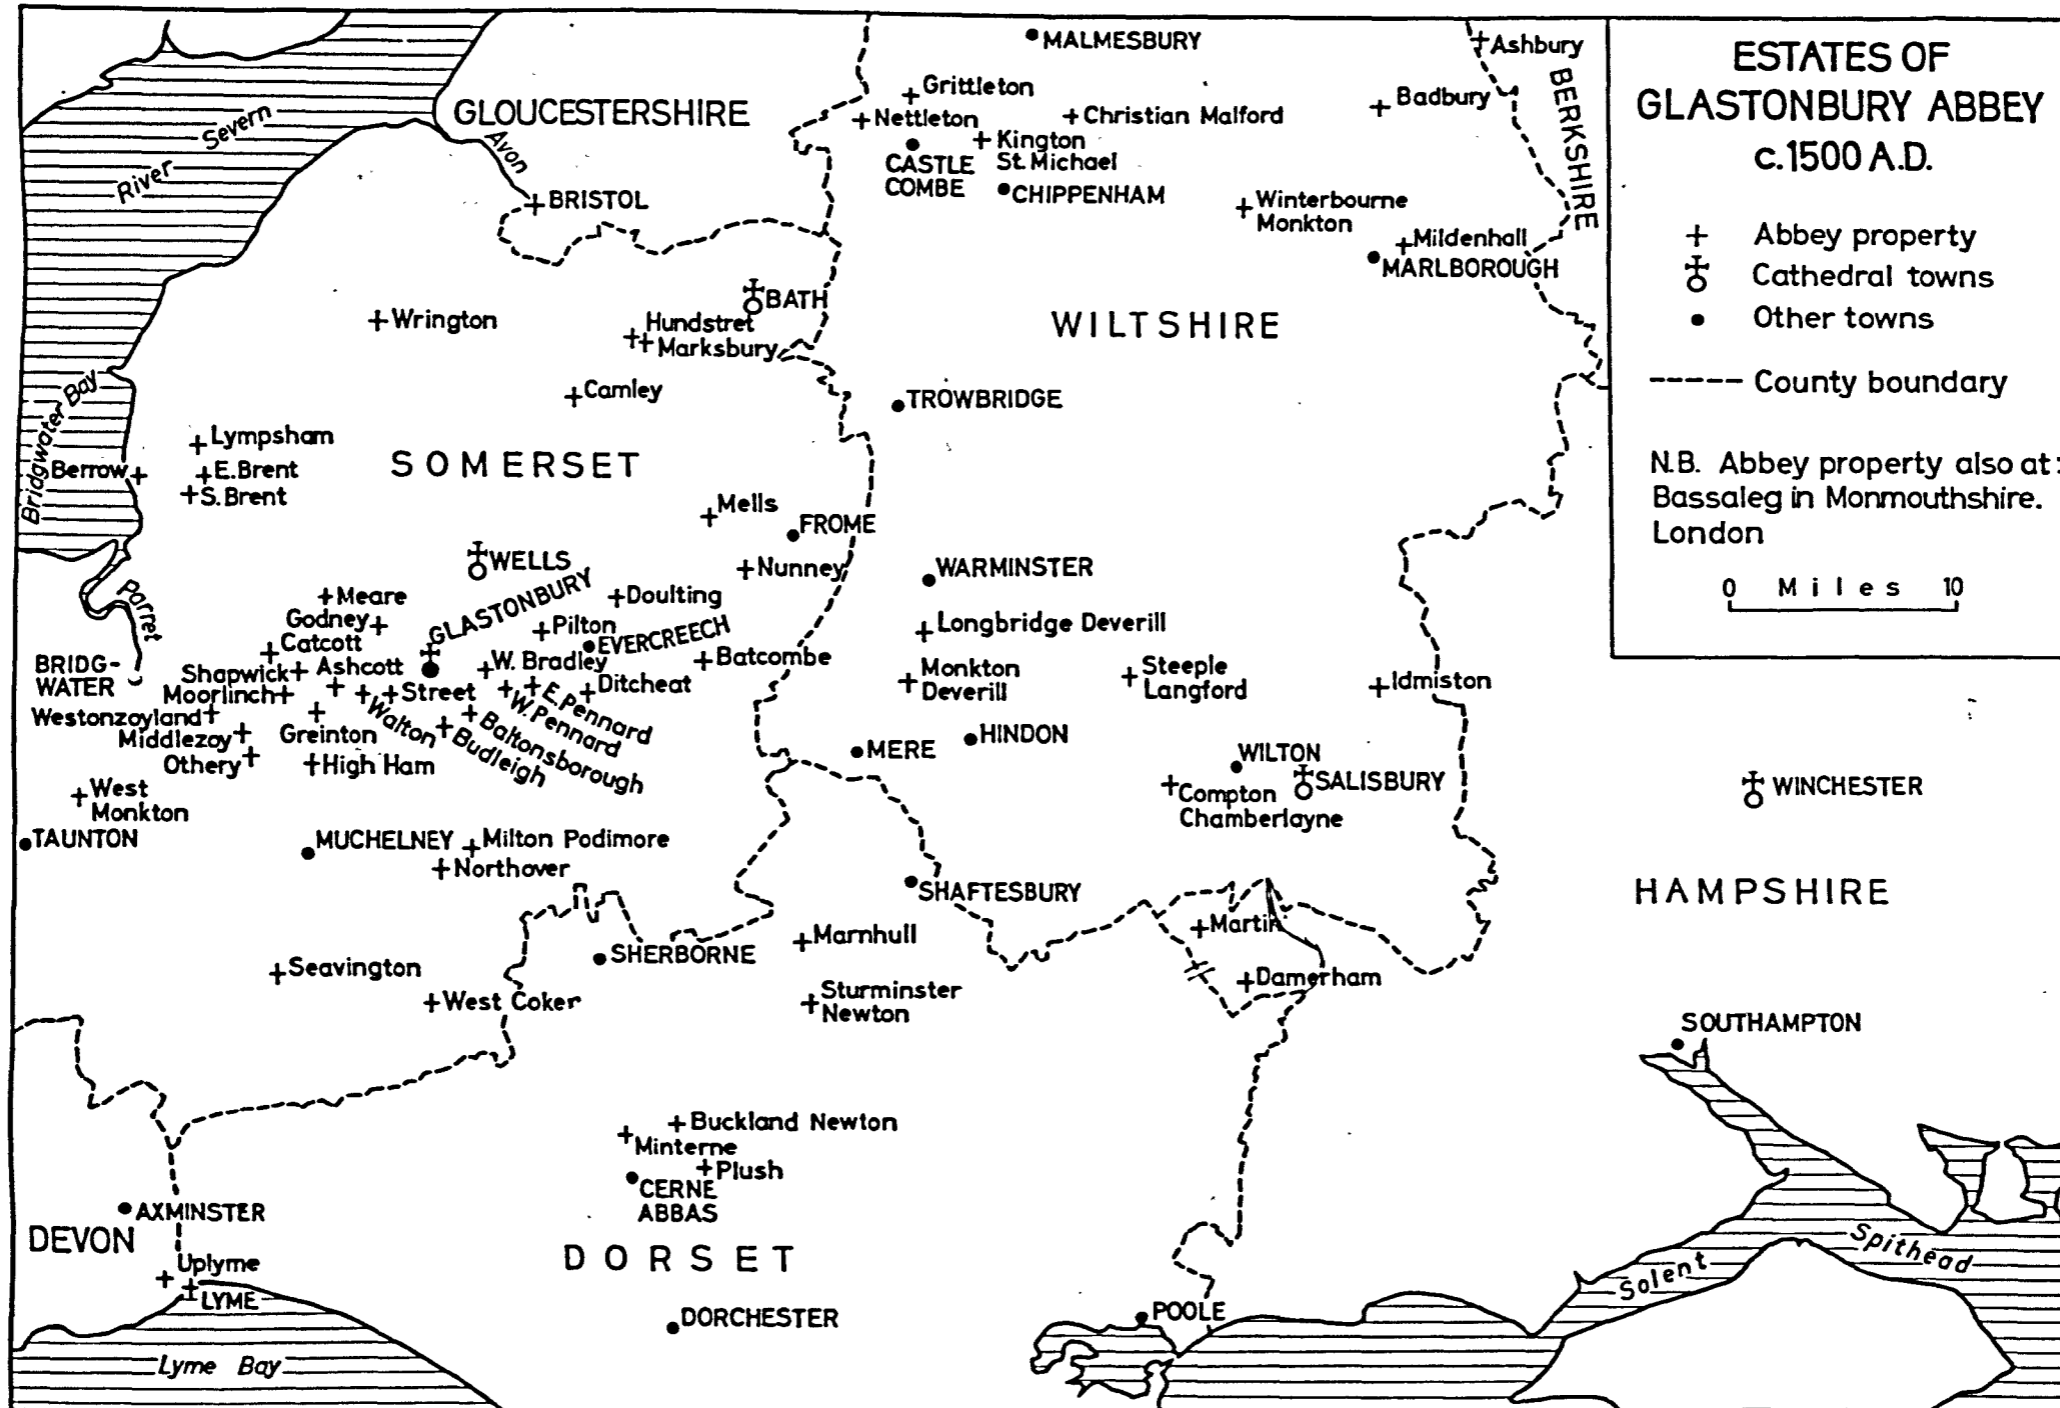 ESTATES OF
GLASTONBURY ABBEY
c.1500 A.D.
Abbey property
Cathedral towns
Other towns
County boundary
N.B. Abbey property also at:
Bassaleg in Monmouthshire.
London
0 Miles 10
MALMESBURY
Ashbury
BERKSHIRE
Grittleton
Badbury
GLOUCESTERSHIRE
Nettleton
Christian Malford
River Severn
Avon
Kington
St. Michael
CASTLE
COMBE
CHIPPENHAM
BRISTOL
Winterbourne
Monkton
Mildenhall
MARLBOROUGH
BATH
Wrington
Hundstret
Marksbury
WILTSHIRE
Camley
TROWBRIDGE
Bridgwater Bay
Lympsham
SOMERSET
Berrow
E.Brent
S.Brent
Mells
FROME
WELLS
Nunney
WARMINSTER
Parret
Meare
GLASTONBURY
Doulting
Godney
Pilton
EVERCREECH
Longbridge Deverill
Catcott
BRIDG-
WATER
Shapwick
Ashcott
W. Bradley
Batcombe
Monkton
Deverill
Steeple
Langford
Idmiston
Moorlinch
Street
Ditcheat
E.Pennard
W.Pennard
Westonzoyland
Walton
Baltonsborough
Middlezoy
Greinton
Budleigh
Othery
High Ham
MERE
HINDON
WILTON
SALISBURY
WINCHESTER
West
Monkton
Compton
Chamberlayne
TAUNTON
MUCHELNEY
Milton Podimore
Northover
SHAFTESBURY
HAMPSHIRE
Martin
Marnhull
SHERBORNE
Seavington
Damerham
West Coker
Sturminster
Newton
SOUTHAMPTON
Buckland Newton
Minterne
Plush
CERNE
ABBAS
AXMINSTER
DEVON
DORSET
Uplyme
LYME
Solent
Spithead
DORCHESTER
POOLE
Lyme Bay